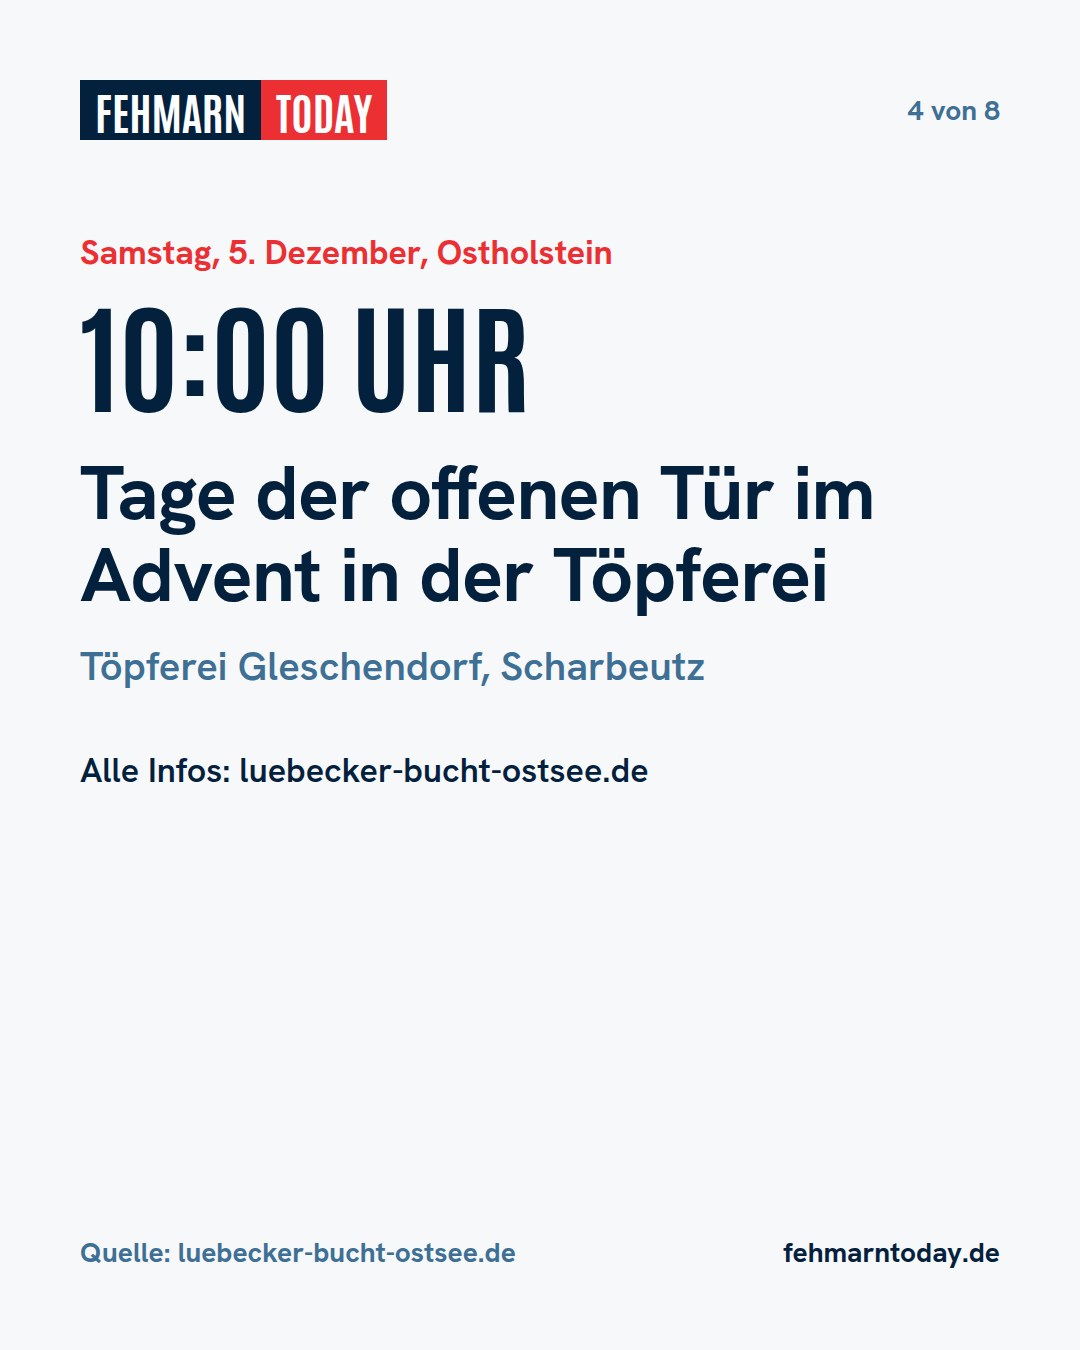 FEHMARN TODAY
4 von 8
Samstag, 5. Dezember, Ostholstein
10:00 UHR
Tage der offenen Tür im
Advent in der Töpferei
Töpferei Gleschendorf, Scharbeutz
Alle Infos: luebecker-bucht-ostsee.de
Quelle: luebecker-bucht-ostsee.de
fehmarntoday.de